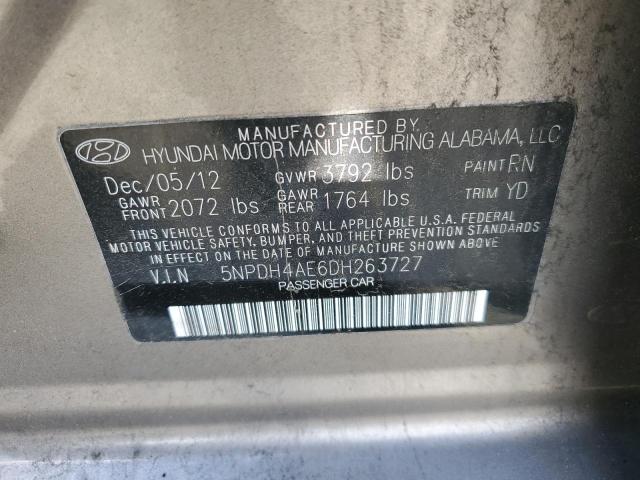 MANUFACTURED BY
HYUNDAI MOTOR MANUFACTURING ALABAMA, LLC
Dec/05/12 GVWR 3792 lbs PAINT RN
GAWR FRONT 2072 lbs GAWR REAR 1764 lbs TRIM YD
THIS VEHICLE CONFORMS TO ALL APPLICABLE U.S.A. FEDERAL
MOTOR VEHICLE SAFETY, BUMPER, AND THEFT PREVENTION
STANDARDS IN EFFECT ON THE DATE OF MANUFACTURE SHOWN ABOVE.
V.I.N 5NPDH4AE6DH263727
PASSENGER CAR